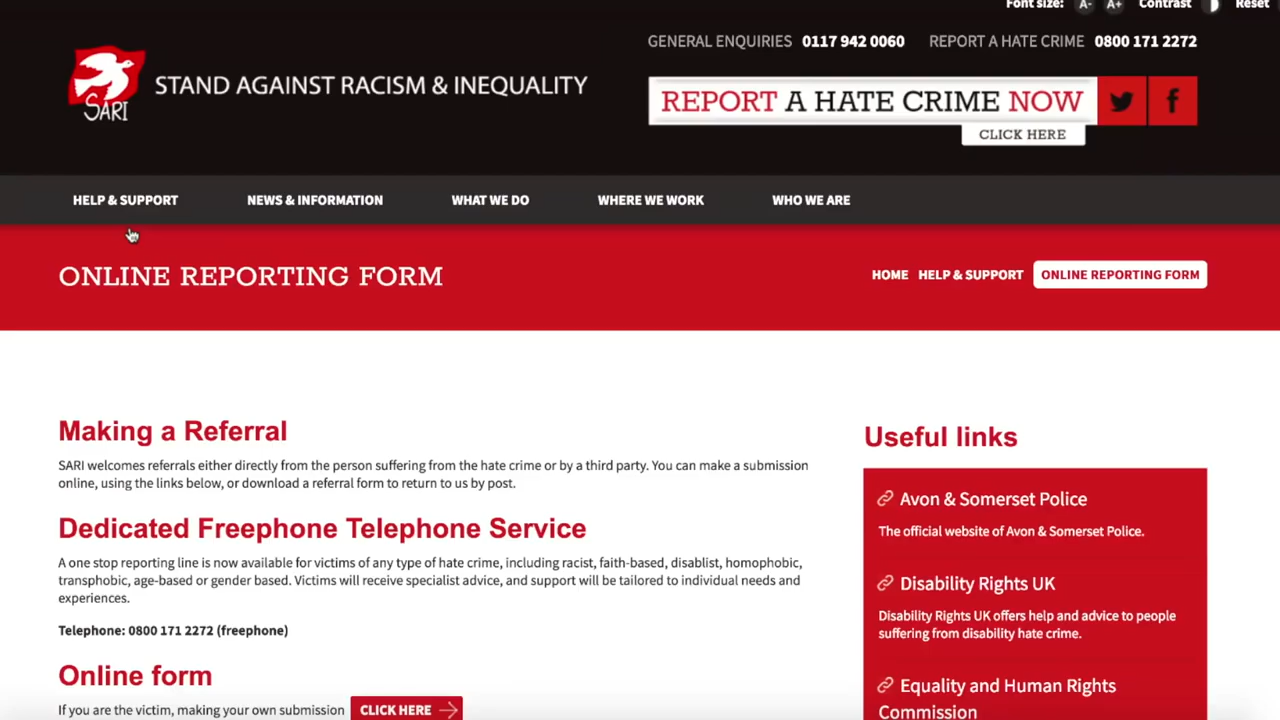 Font size: A- A+ Contrast Reset
GENERAL ENQUIRIES 0117 942 0060 REPORT A HATE CRIME 0800 171 2272
SARI
STAND AGAINST RACISM & INEQUALITY
REPORT A HATE CRIME NOW
CLICK HERE
HELP & SUPPORT NEWS & INFORMATION WHAT WE DO WHERE WE WORK WHO WE ARE
ONLINE REPORTING FORM
HOME HELP & SUPPORT ONLINE REPORTING FORM
Making a Referral
SARI welcomes referrals either directly from the person suffering from the hate crime or by a third party. You can make a submission
online, using the links below, or download a referral form to return to us by post.
Dedicated Freephone Telephone Service
A one stop reporting line is now available for victims of any type of hate crime, including racist, faith-based, disablist, homophobic,
transphobic, age-based or gender based. Victims will receive specialist advice, and support will be tailored to individual needs and
experiences.
Telephone: 0800 171 2272 (freephone)
Online form
If you are the victim, making your own submission CLICK HERE
Useful links
Avon & Somerset Police
The official website of Avon & Somerset Police.
Disability Rights UK
Disability Rights UK offers help and advice to people
suffering from disability hate crime.
Equality and Human Rights
Commission